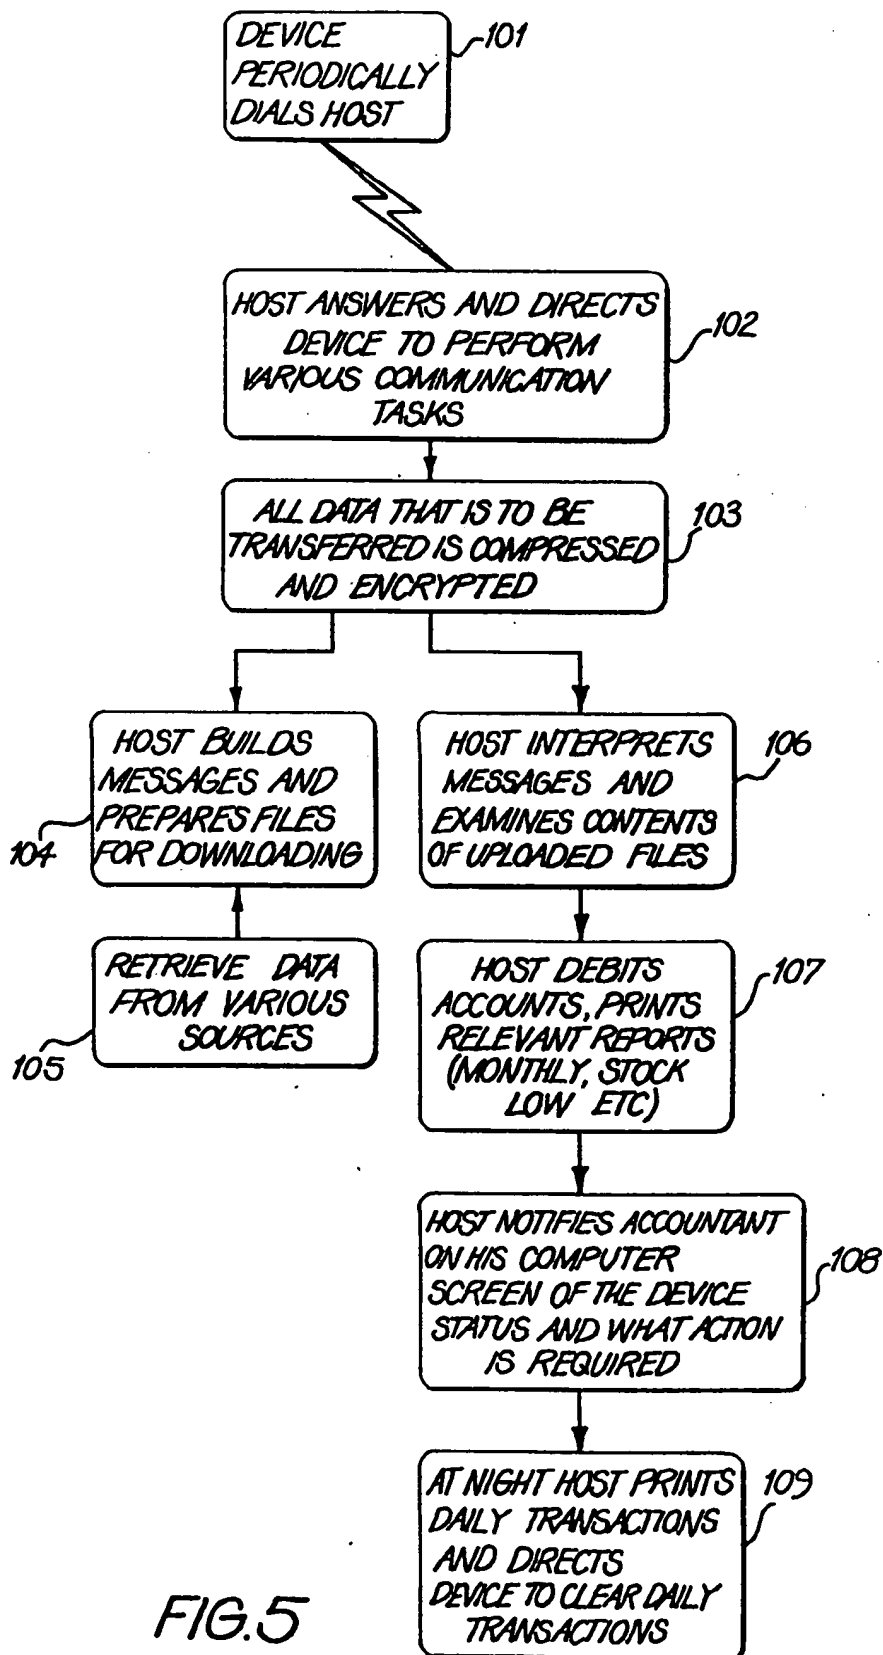 DEVICE
PERIODICALLY
DIALS HOST
101
HOST ANSWERS AND DIRECTS
DEVICE TO PERFORM
VARIOUS COMMUNICATION
TASKS
102
ALL DATA THAT IS TO BE
TRANSFERRED IS COMPRESSED
AND ENCRYPTED
103
HOST BUILDS
MESSAGES AND
PREPARES FILES
FOR DOWNLOADING
104
RETRIEVE DATA
FROM VARIOUS
SOURCES
105
HOST INTERPRETS
MESSAGES AND
EXAMINES CONTENTS
OF UPLOADED FILES
106
HOST DEBITS
ACCOUNTS, PRINTS
RELEVANT REPORTS
(MONTHLY, STOCK
LOW ETC)
107
HOST NOTIFIES ACCOUNTANT
ON HIS COMPUTER
SCREEN OF THE DEVICE
STATUS AND WHAT ACTION
IS REQUIRED
108
AT NIGHT HOST PRINTS
DAILY TRANSACTIONS
AND DIRECTS
DEVICE TO CLEAR DAILY
TRANSACTIONS
109
FIG.5